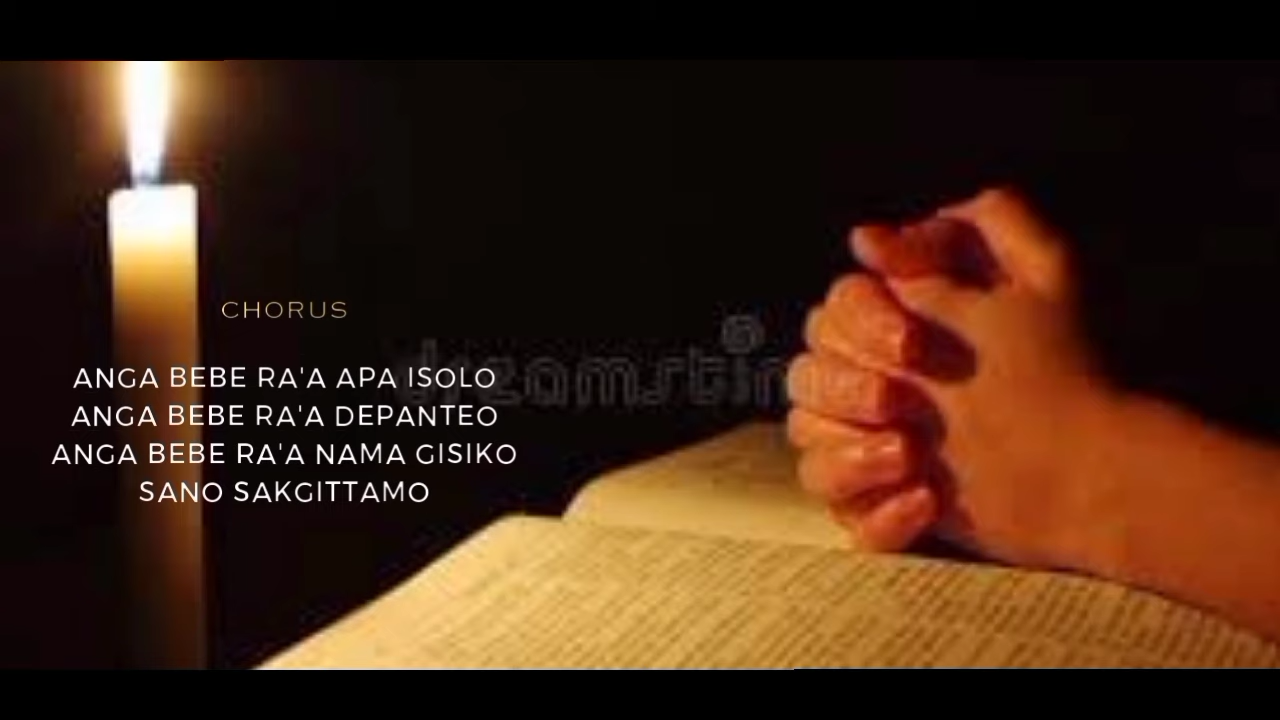 CHORUS
ANGA BEBE RA'A APA ISOLO
ANGA BEBE RA'A DEPANTEO
ANGA BEBE RA'A NAMA GISIKO
SANO SAKGITTAMO